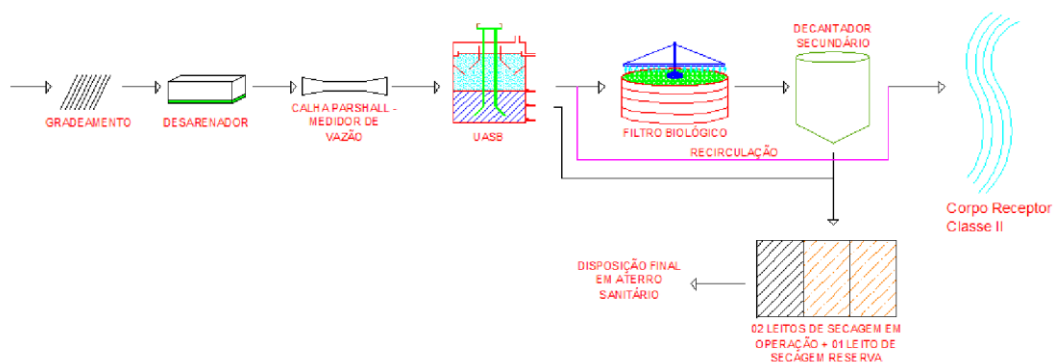 GRADEAMENTO
DESARENADOR
CALHA PARSHALL -
MEDIDOR DE
VAZÃO
UASB
FILTRO BIOLÓGICO
DECANTADOR
SECUNDÁRIO
RECIRCULAÇÃO
Corpo Receptor
Classe II
DISPOSIÇÃO FINAL
EM ATERRO
SANITÁRIO
02 LEITOS DE SECAGEM EM
OPERAÇÃO + 01 LEITO DE
SECAGEM RESERVA